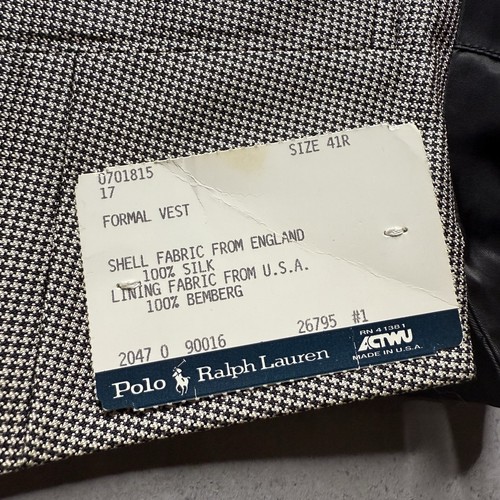 0701815 SIZE 41R
17
FORMAL VEST
SHELL FABRIC FROM ENGLAND
100% SILK
LINING FABRIC FROM U.S.A.
100% BEMBERG
2047 0 90016 26795 #1
Polo Ralph Lauren
RN 41381
ACTWU
MADE IN U.S.A.